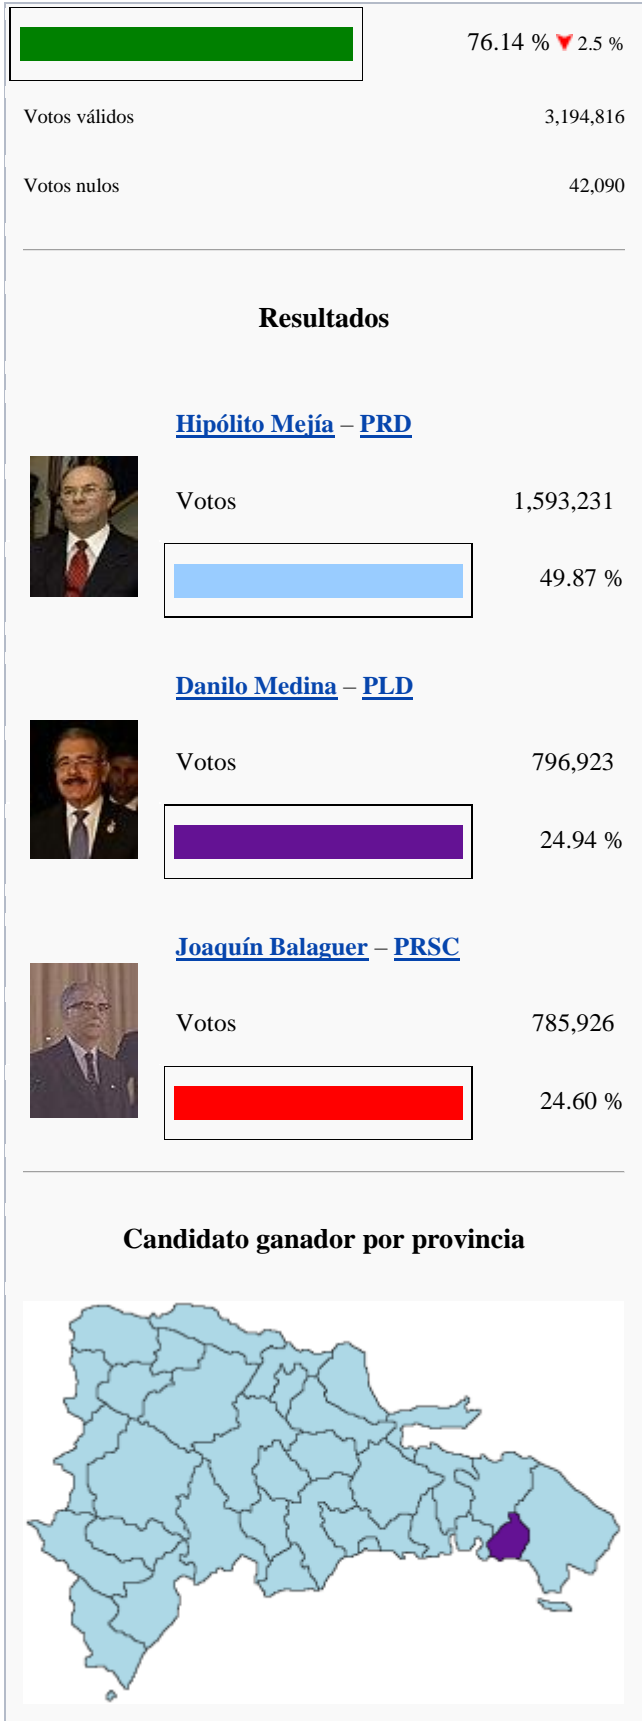 76.14 % 2.5 %
Votos válidos 3,194,816
Votos nulos 42,090
Resultados
Hipólito Mejía – PRD
Votos 1,593,231
49.87 %
Danilo Medina – PLD
Votos 796,923
24.94 %
Joaquín Balaguer – PRSC
Votos 785,926
24.60 %
Candidato ganador por provincia